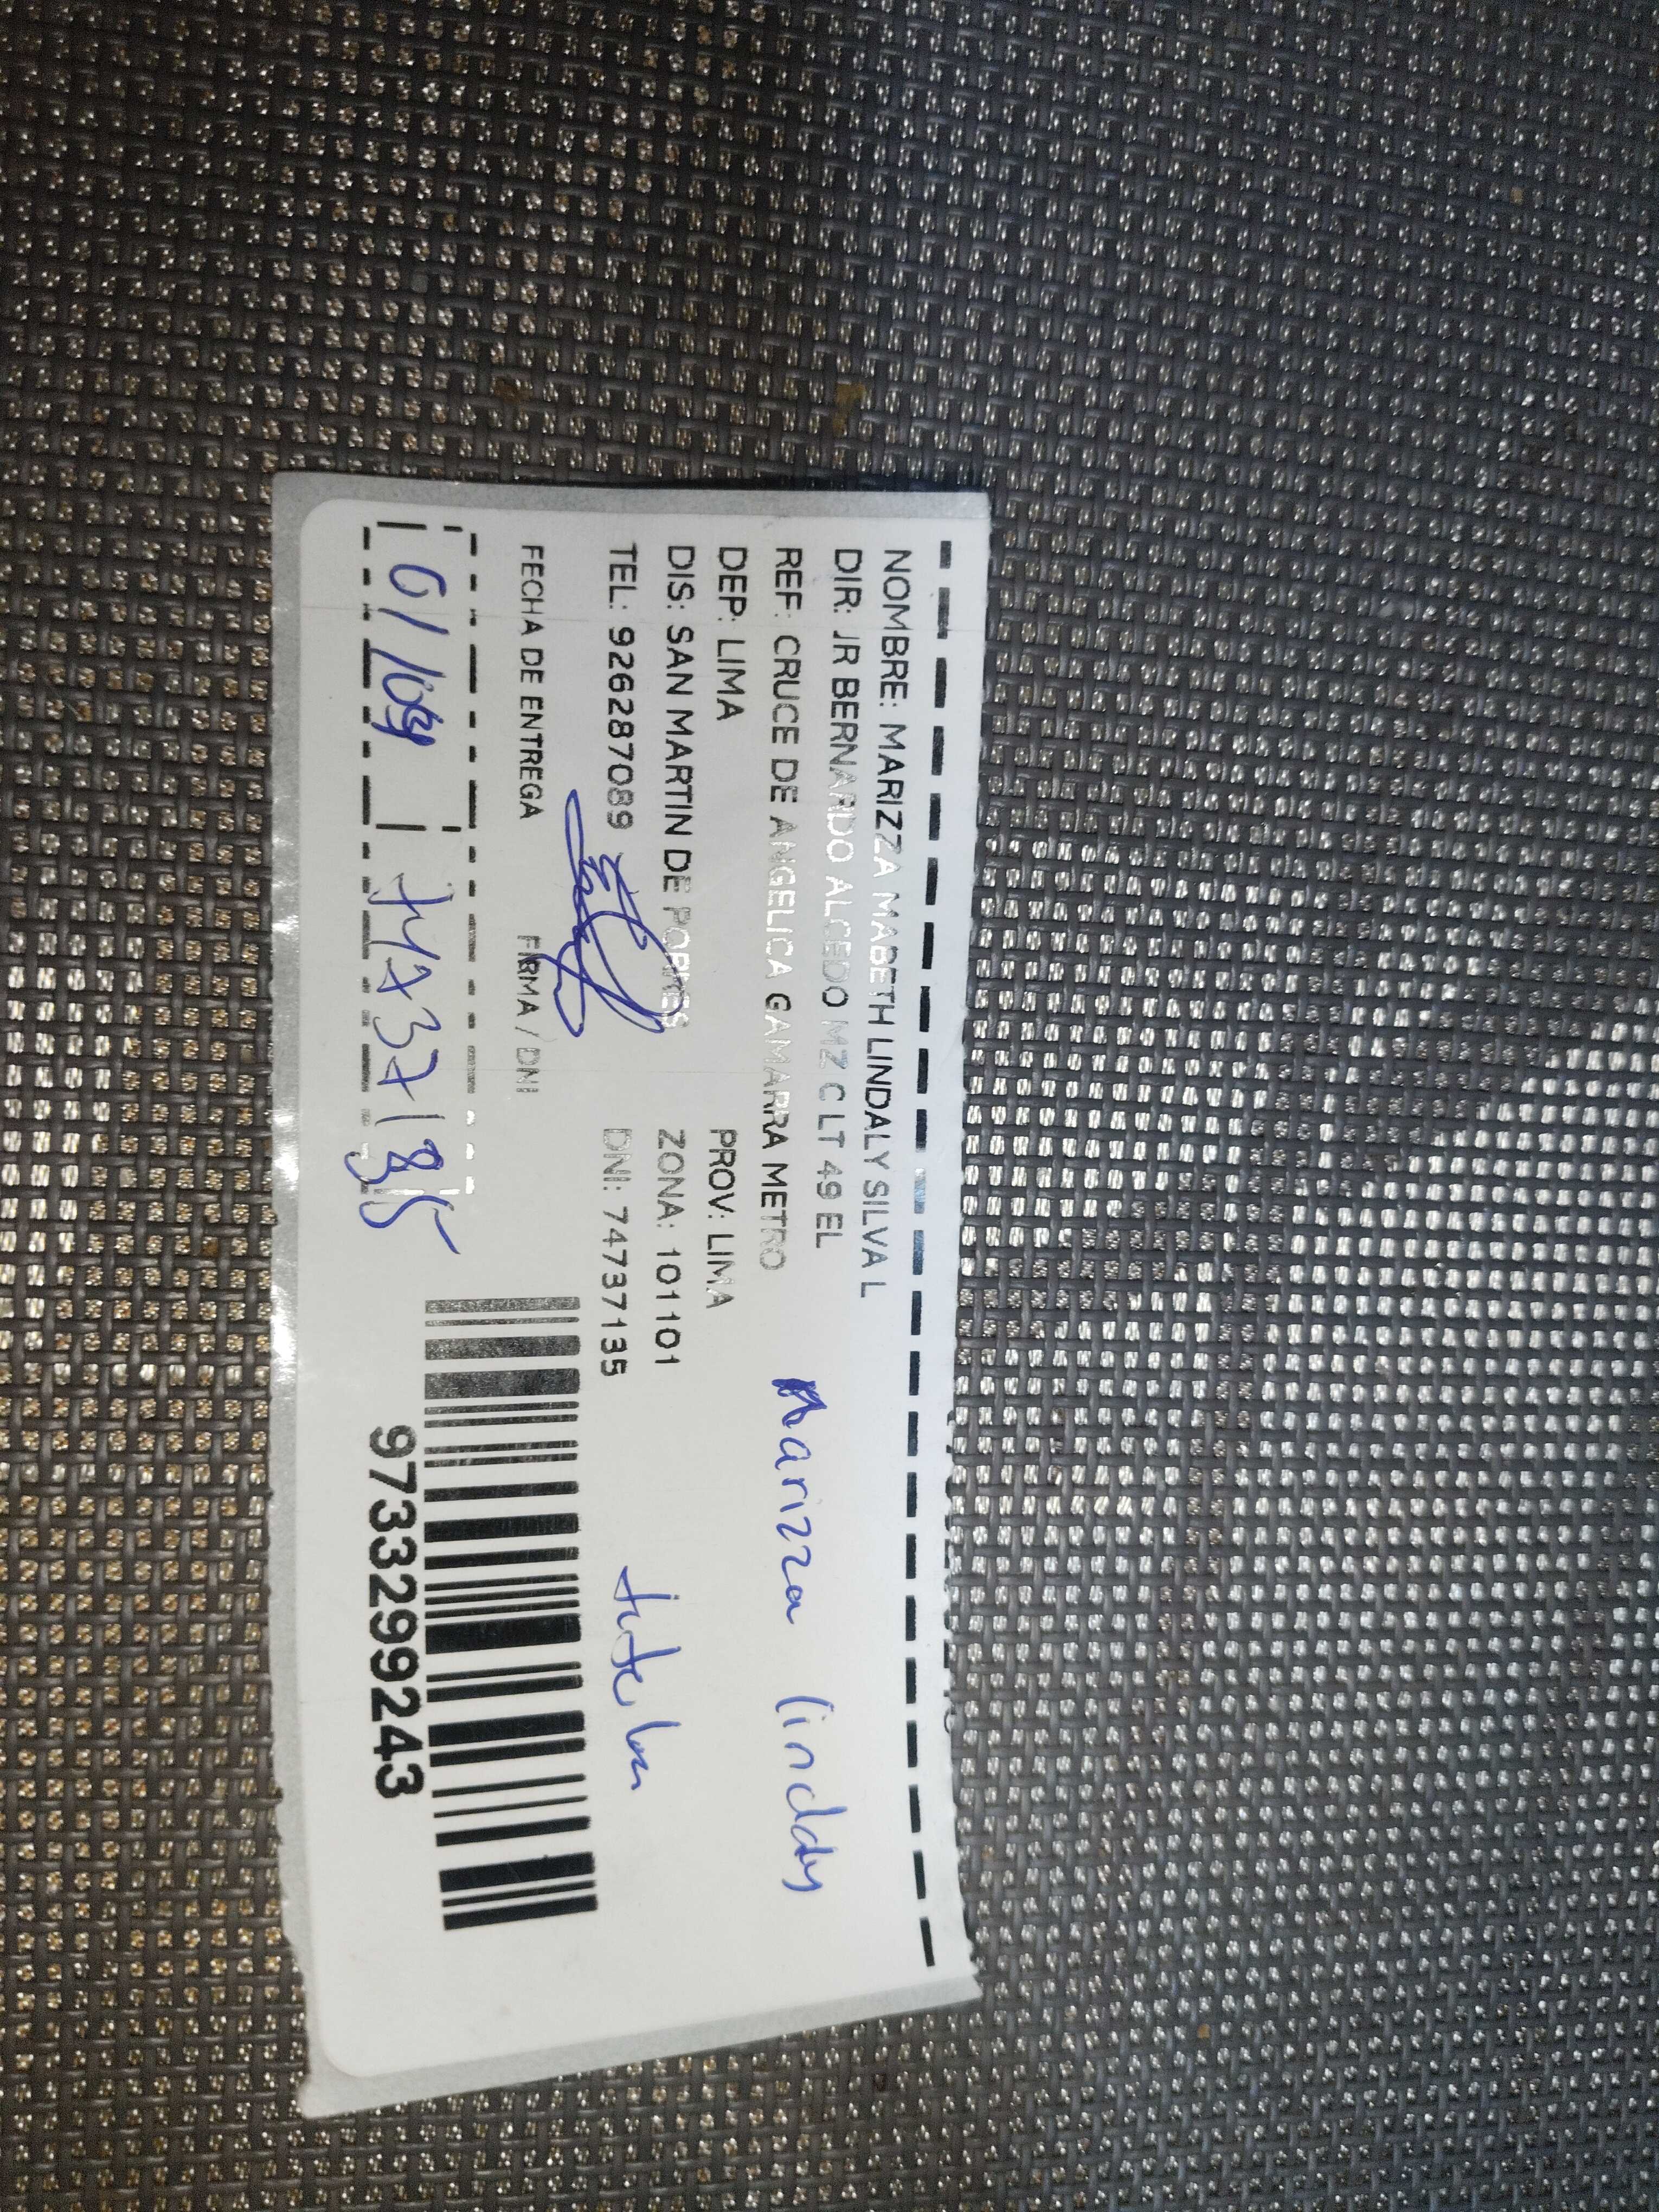 NOMBRE: MARIZZA MABETH LINDALY SILVA L
DIR: JR BERNARDO ALCEDO MZ C LT 49 EL
REF: CRUCE DE ANGELICA GAMARRA METRO
DEP: LIMA PROV: LIMA
DIS: SAN MARTIN DE PORRES ZONA: 101101
TEL: 926287089 DNI: 74737135
Marizza linddy
titular
FECHA DE ENTREGA FIRMA / DNI
01/09
9733299243